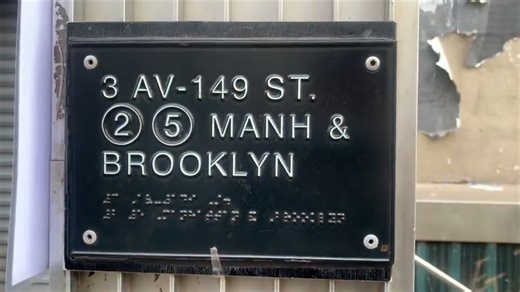 3 AV-149 ST.
2 5 MANH &
BROOKLYN